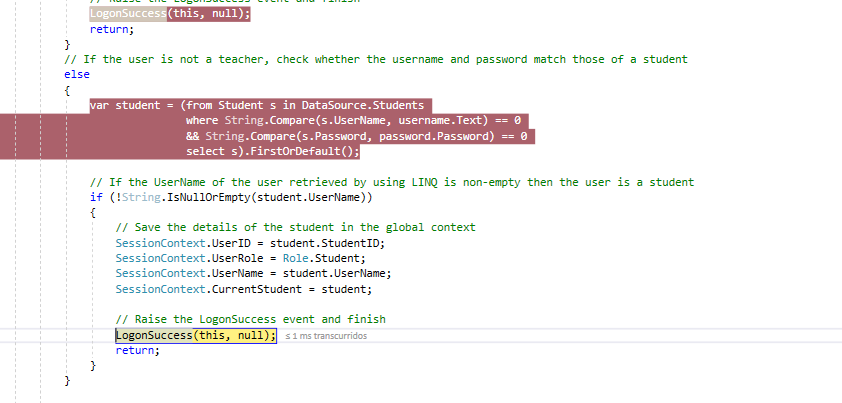 // Raise the LogonSuccess event and finish
LogonSuccess(this, null);
return;
}
// If the user is not a teacher, check whether the username and password match those of a student
else
{
var student = (from Student s in DataSource.Students
where String.Compare(s.UserName, username.Text) == 0
&& String.Compare(s.Password, password.Password) == 0
select s).FirstOrDefault();
// If the UserName of the user retrieved by using LINQ is non-empty then the user is a student
if (!String.IsNullOrEmpty(student.UserName))
{
// Save the details of the student in the global context
SessionContext.UserID = student.StudentID;
SessionContext.UserRole = Role.Student;
SessionContext.UserName = student.UserName;
SessionContext.CurrentStudent = student;
// Raise the LogonSuccess event and finish
LogonSuccess(this, null); ≤ 1 ms transcurridos
return;
}
}